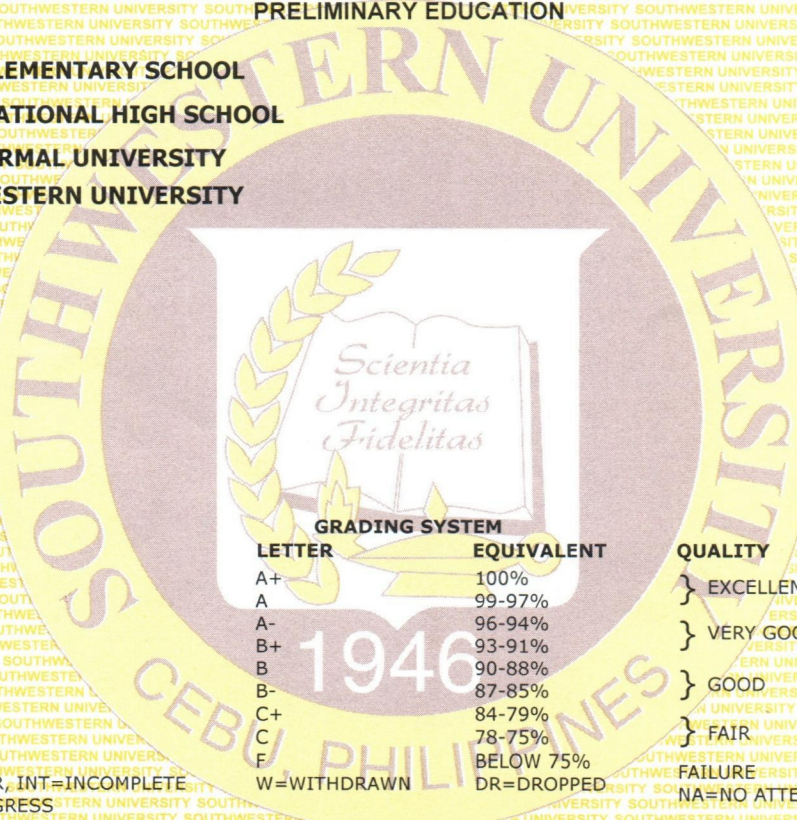 PRELIMINARY EDUCATION
LEMENTARY SCHOOL
ATIONAL HIGH SCHOOL
RMAL UNIVERSITY
ESTERN UNIVERSITY
SOUTHWESTERN UNIVERSITY
Scientia
Integritas
Fidelitas
GRADING SYSTEM
LETTER EQUIVALENT QUALITY
A+ 100%
A 99-97% } EXCELLEN
A- 96-94%
B+ 93-91% } VERY GOO
B 90-88%
B- 87-85% } GOOD
C+ 84-79%
C 78-75% } FAIR
F BELOW 75% FAILURE
R, INT=INCOMPLETE W=WITHDRAWN DR=DROPPED NA=NO ATTE
GRESS
1946
CEBU, PHILIPPINES